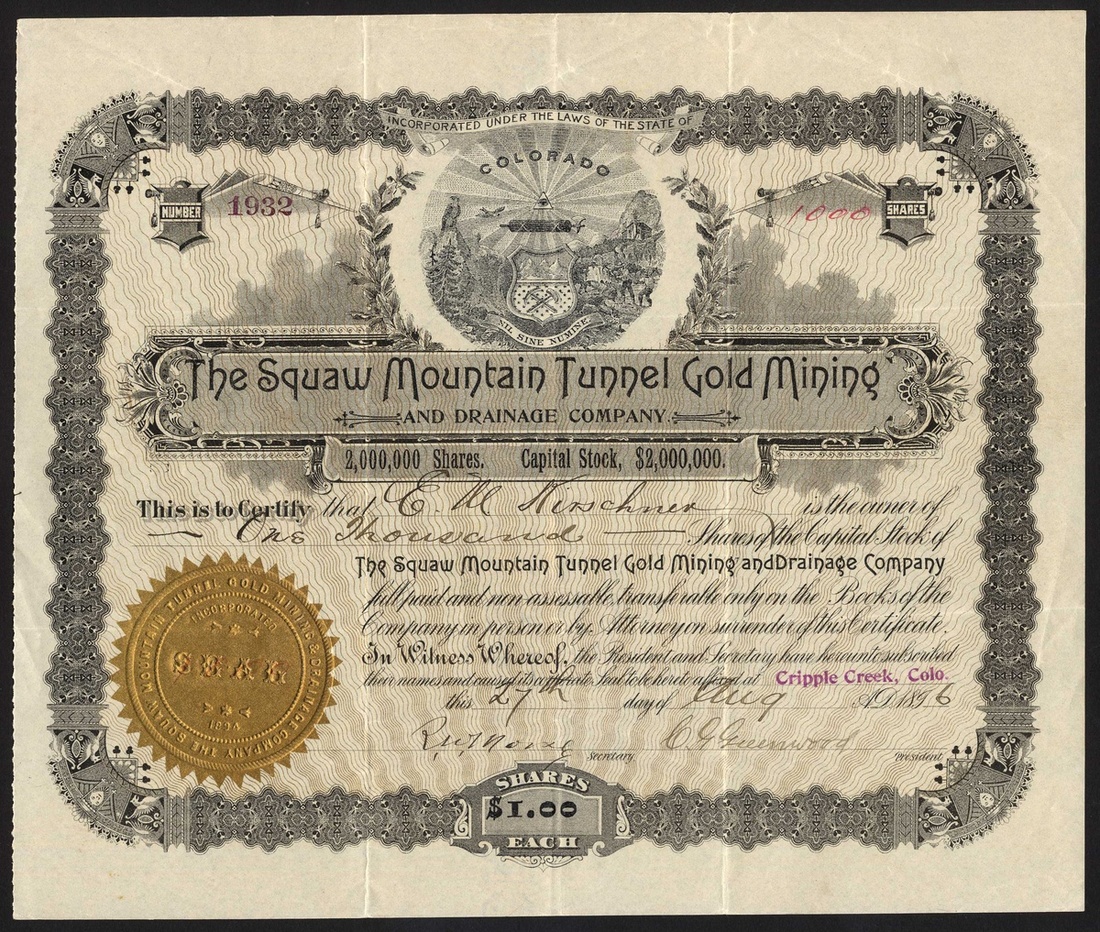 INCORPORATED UNDER THE LAWS OF THE STATE OF
COLORADO
NUMBER 1932
1000 SHARES
NIL SINE NUMINE
The Squaw Mountain Tunnel Gold Mining
AND DRAINAGE COMPANY.
2,000,000 Shares. Capital Stock, $2,000,000.
This is to Certify that E. M. Kerschner is the owner of
One Thousand Shares of the Capital Stock of
The Squaw Mountain Tunnel Gold Mining and Drainage Company
full paid and non-assessable, transferable only on the Books of the
Company in person or by Attorney on surrender of this Certificate.
In Witness Whereof, the President and Secretary have hereunto subscribed
their names and caused its corporate Seal to be hereto affixed at Cripple Creek, Colo.
this 27th day of Aug A.D. 1896
C G Greenwood
Secretary. President
THE SQUAW MOUNTAIN TUNNEL GOLD MINING & DRAINAGE COMPANY
INCORPORATED
SEAL
1894
SHARES
$1.00
EACH